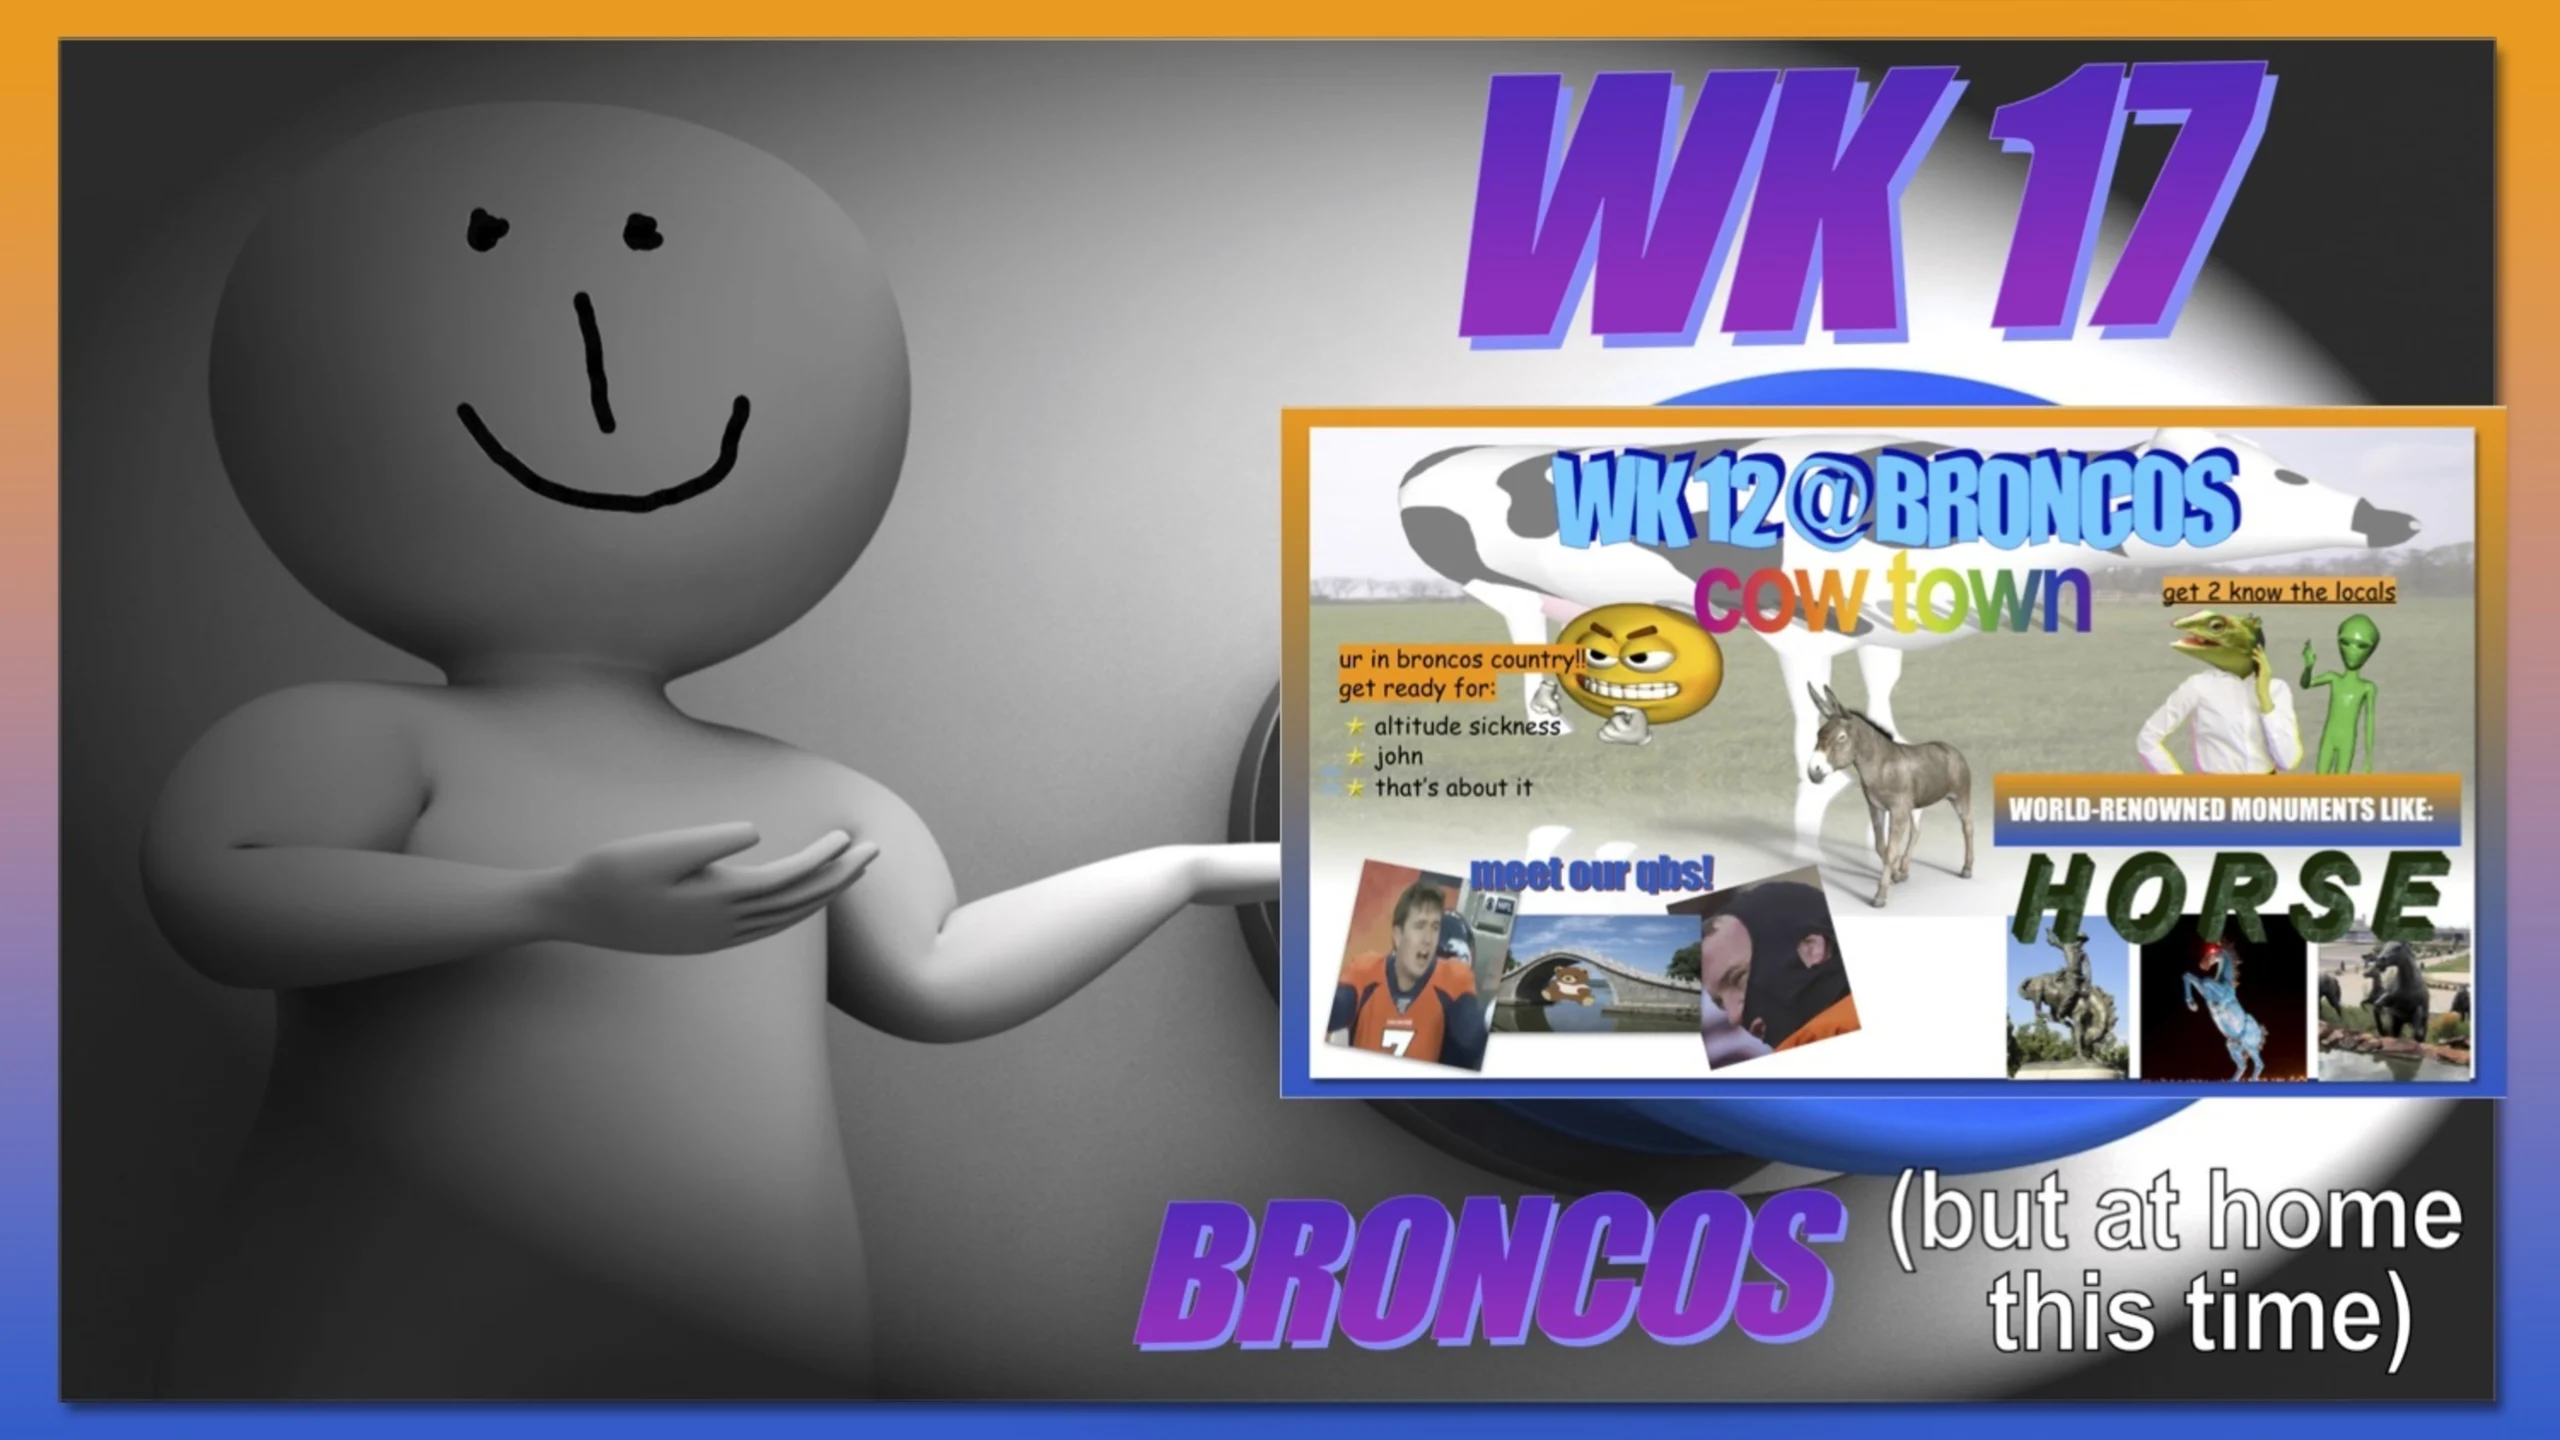 WK 17
WK 12 @ BRONCOS
cow town
get 2 know the locals
ur in broncos country!!
get ready for:
altitude sickness
john
that's about it
WORLD-RENOWNED MONUMENTS LIKE:
HORSE
meet our qbs!
NFL
7
BRONCOS
(but at home
this time)